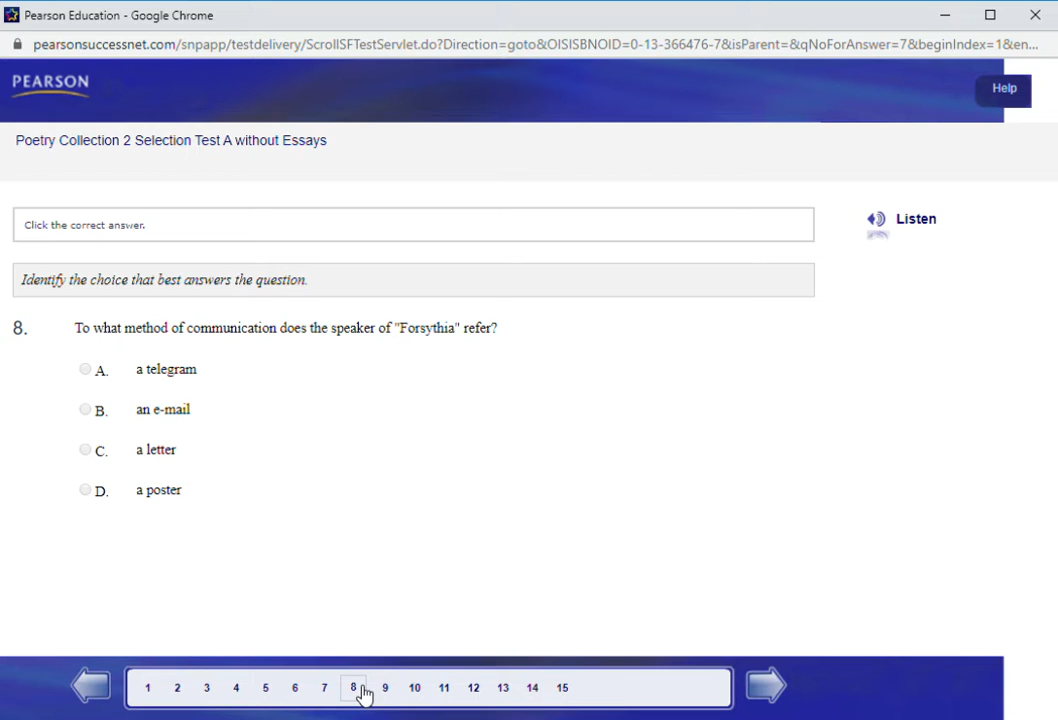 Pearson Education - Google Chrome
pearsonsuccessnet.com/snpapp/testdelivery/ScrollSFTestServlet.do?Direction=goto&OISISBNOID=0-13-366476-7&isParent=&qNoForAnswer=7&beginIndex=1&en...
PEARSON
Help
Poetry Collection 2 Selection Test A without Essays
Click the correct answer.
Listen
Identify the choice that best answers the question.
8. To what method of communication does the speaker of "Forsythia" refer?
A. a telegram
B. an e-mail
C. a letter
D. a poster
1 2 3 4 5 6 7 8 9 10 11 12 13 14 15